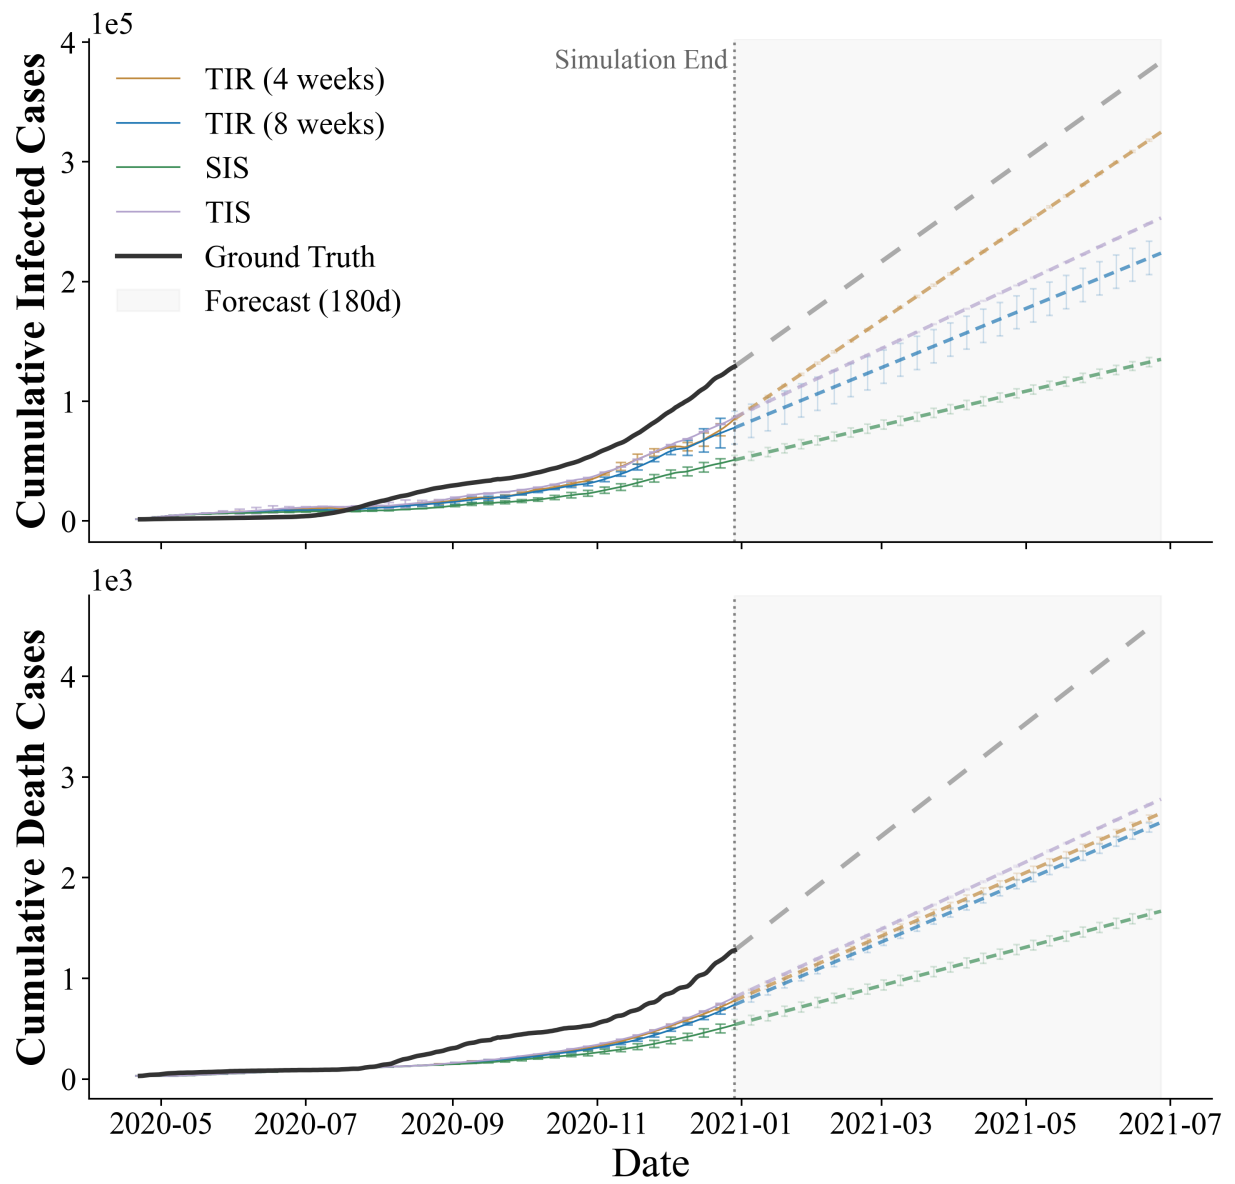 1e5
Cumulative Infected Cases
4
3
2
1
0
Simulation End
TIR (4 weeks)
TIR (8 weeks)
SIS
TIS
Ground Truth
Forecast (180d)
1e3
Cumulative Death Cases
4
3
2
1
0
2020-05 2020-07 2020-09 2020-11 2021-01 2021-03 2021-05 2021-07
Date